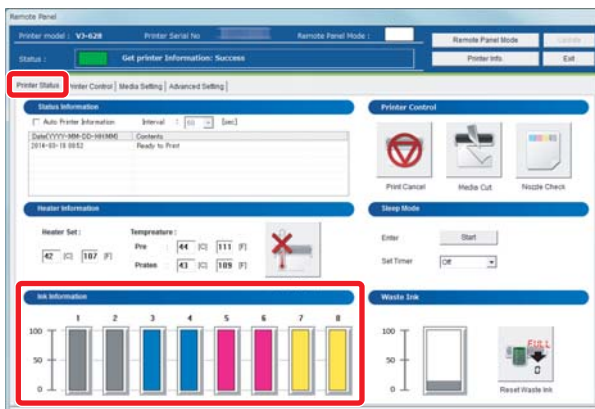 Remote Panel
Printer model : VJ-628 Printer Serial No Remote Panel Mode :
Remote Panel Mode
Status : Get printer Information: Success
Printer Info. Exit
Printer Status Printer Control Media Setting Advanced Setting
Status Information
Auto Printer Information Interval : 60 [sec]
Date(YYYY-MM-DD-HH:MM) Contents
Ready to Print
Printer Control
Print Cancel Media Cut Nozzle Check
Heater Information
Heater Set :
42 [C] 107 [F]
Tempreature :
Pre : 44 [C] 111 [F]
Praten : 43 [C] 109 [F]
Sleep Mode
Enter Start
Set Timer Off
Ink Information
1 2 3 4 5 6 7 8
100
50
0
Waste Ink
100
50
0
FULL
0
Reset Waste Ink